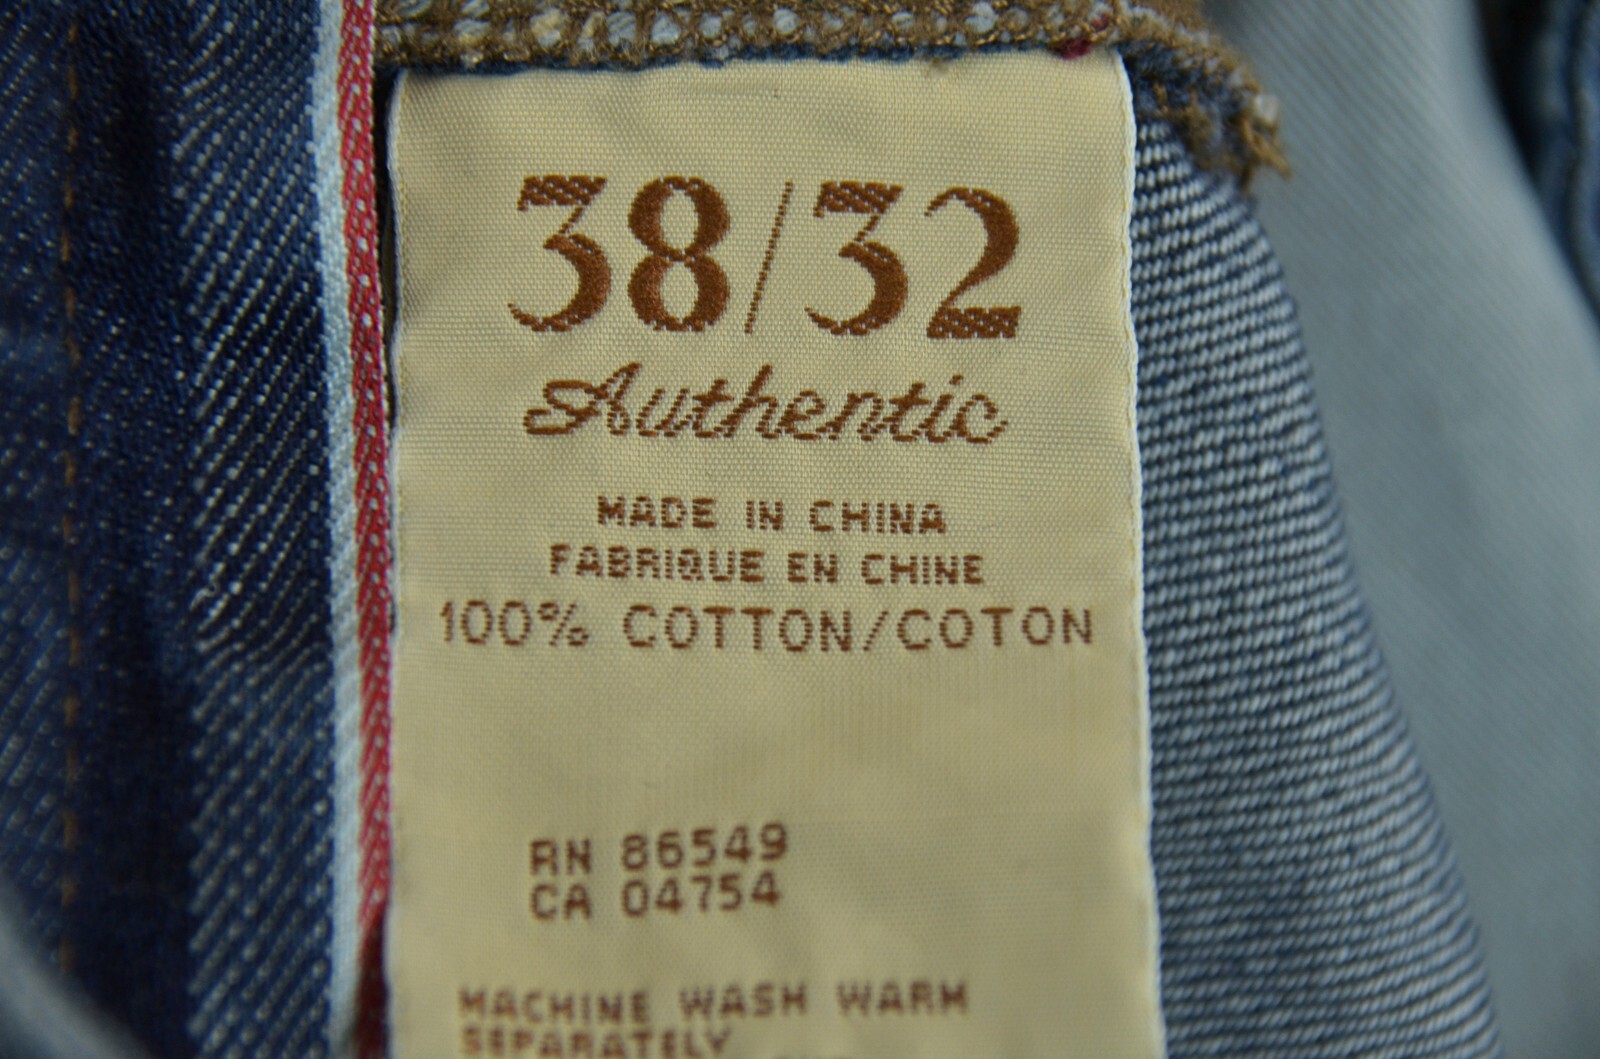 38/32
Authentic
MADE IN CHINA
FABRIQUE EN CHINE
100% COTTON/COTON
RN 86549
CA 04754
MACHINE WASH WARM
SEPARATELY